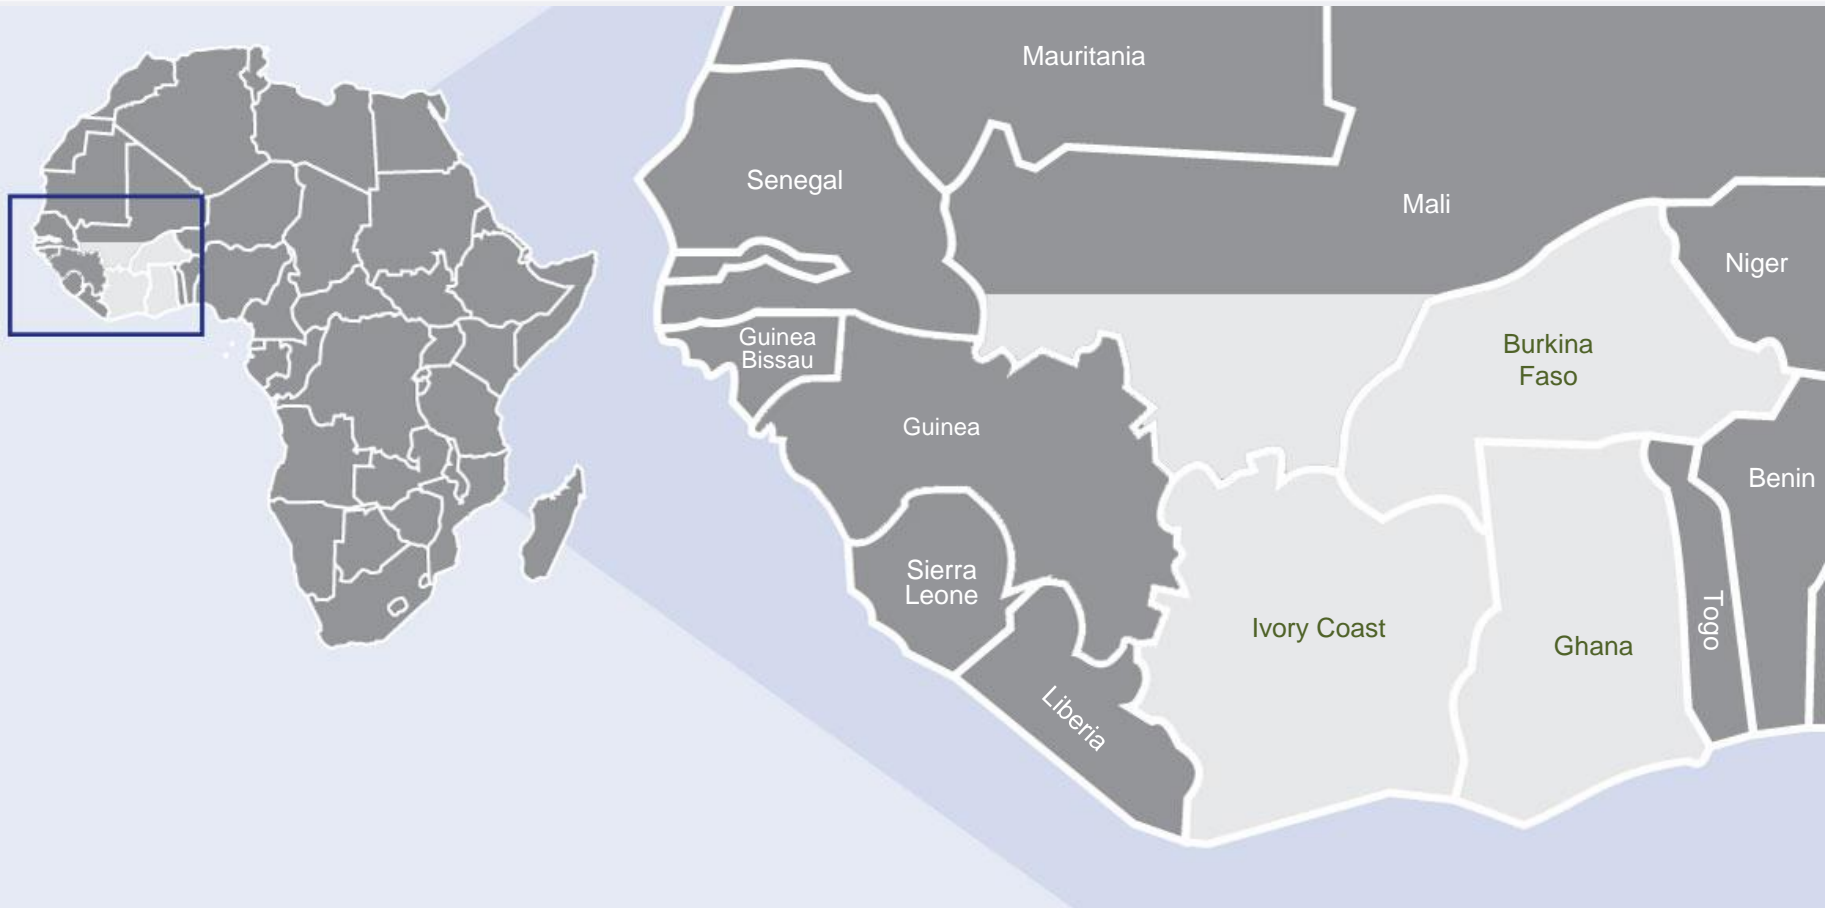 Mauritania
Senegal
Mali
Niger
Guinea
Bissau
Burkina
Faso
Guinea
Benin
Sierra
Leone
Ivory Coast
Ghana
Togo
Liberia